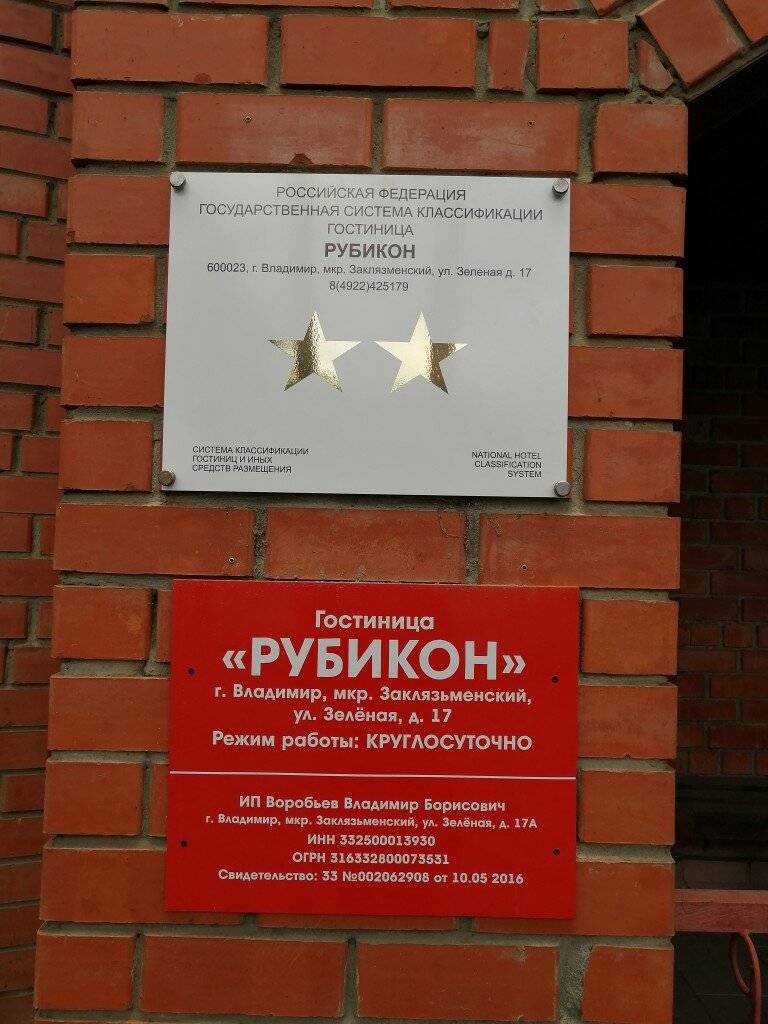 РОССИЙСКАЯ ФЕДЕРАЦИЯ
ГОСУДАРСТВЕННАЯ СИСТЕМА КЛАССИФИКАЦИИ
ГОСТИНИЦА
РУБИКОН
600023, г. Владимир, мкр. Заклязменский, ул. Зеленая д. 17
8(4922)425179
СИСТЕМА КЛАССИФИКАЦИИ
ГОСТИНИЦ И ИНЫХ
СРЕДСТВ РАЗМЕЩЕНИЯ
NATIONAL HOTEL
CLASSIFICATION
SYSTEM
Гостиница
«РУБИКОН»
г. Владимир, мкр. Заклязьменский,
ул. Зелёная, д. 17
Режим работы: КРУГЛОСУТОЧНО
ИП Воробьев Владимир Борисович
г. Владимир, мкр. Заклязьменский, ул. Зелёная, д. 17А
ИНН 332500013930
ОГРН 316332800073531
Свидетельство: 33 №002062908 от 10.05 2016